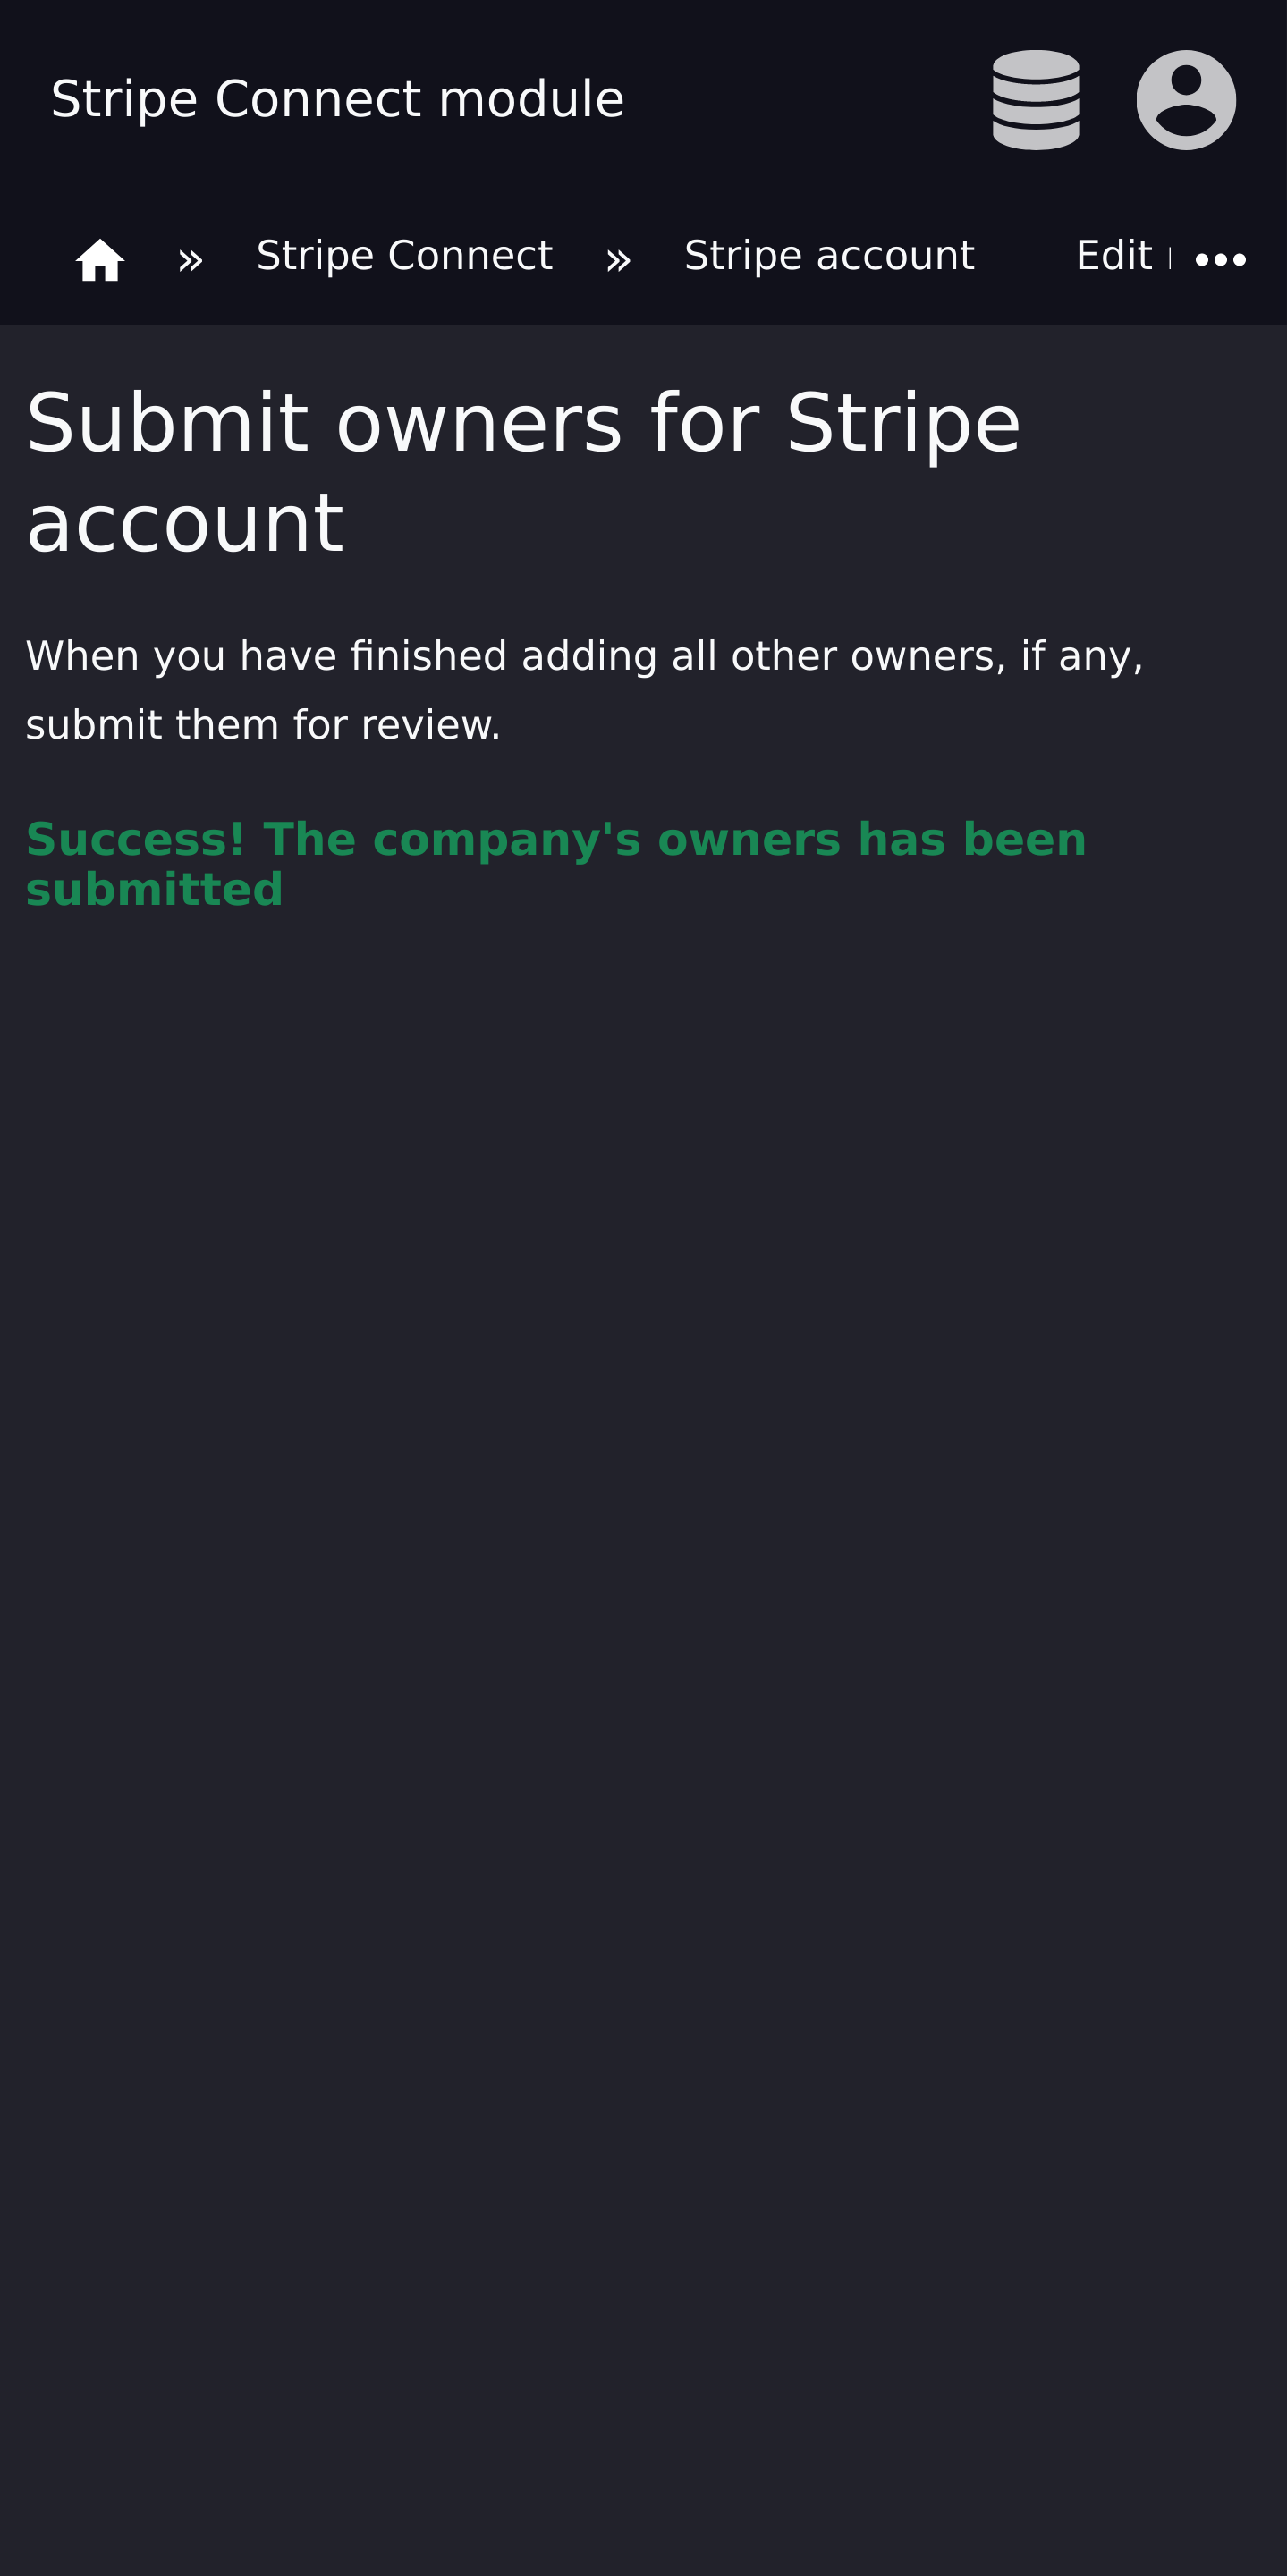 Stripe Connect module
» Stripe Connect » Stripe account Edit
Submit owners for Stripe
account
When you have finished adding all other owners, if any,
submit them for review.
Success! The company's owners has been
submitted